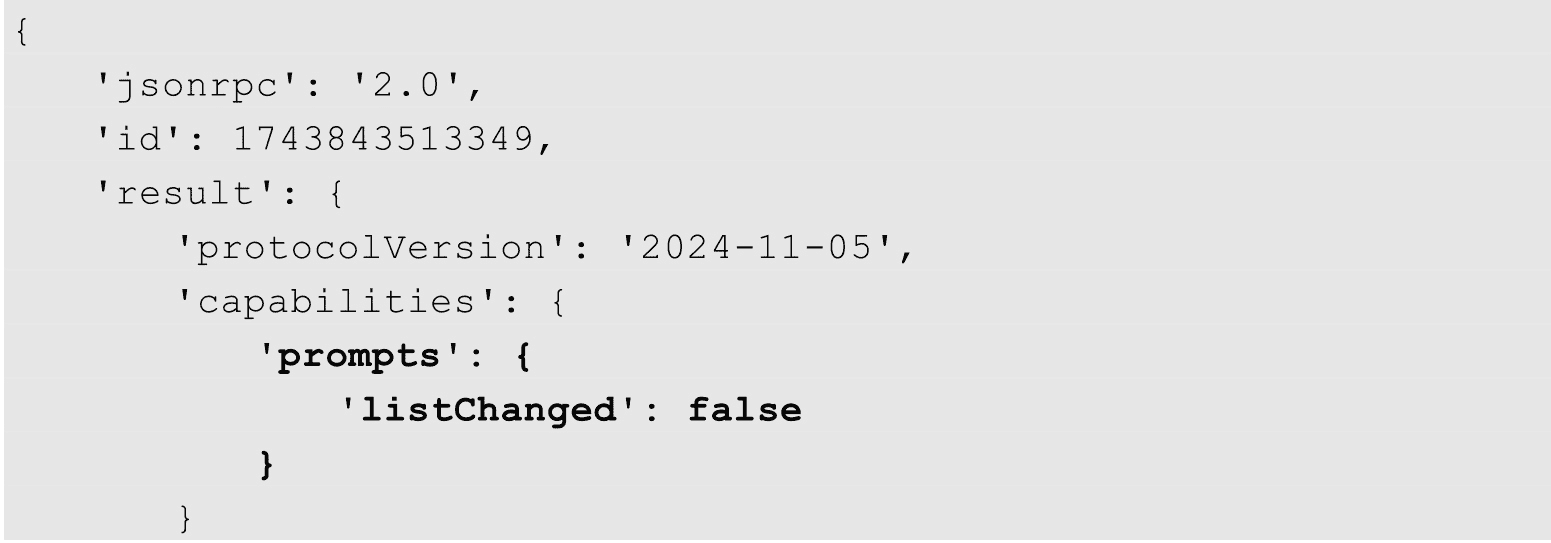 {
    'jsonrpc': '2.0',
    'id': 1743843513349,
    'result': {
        'protocolVersion': '2024-11-05',
        'capabilities': {
            'prompts': {
                'listChanged': false
            }
        }